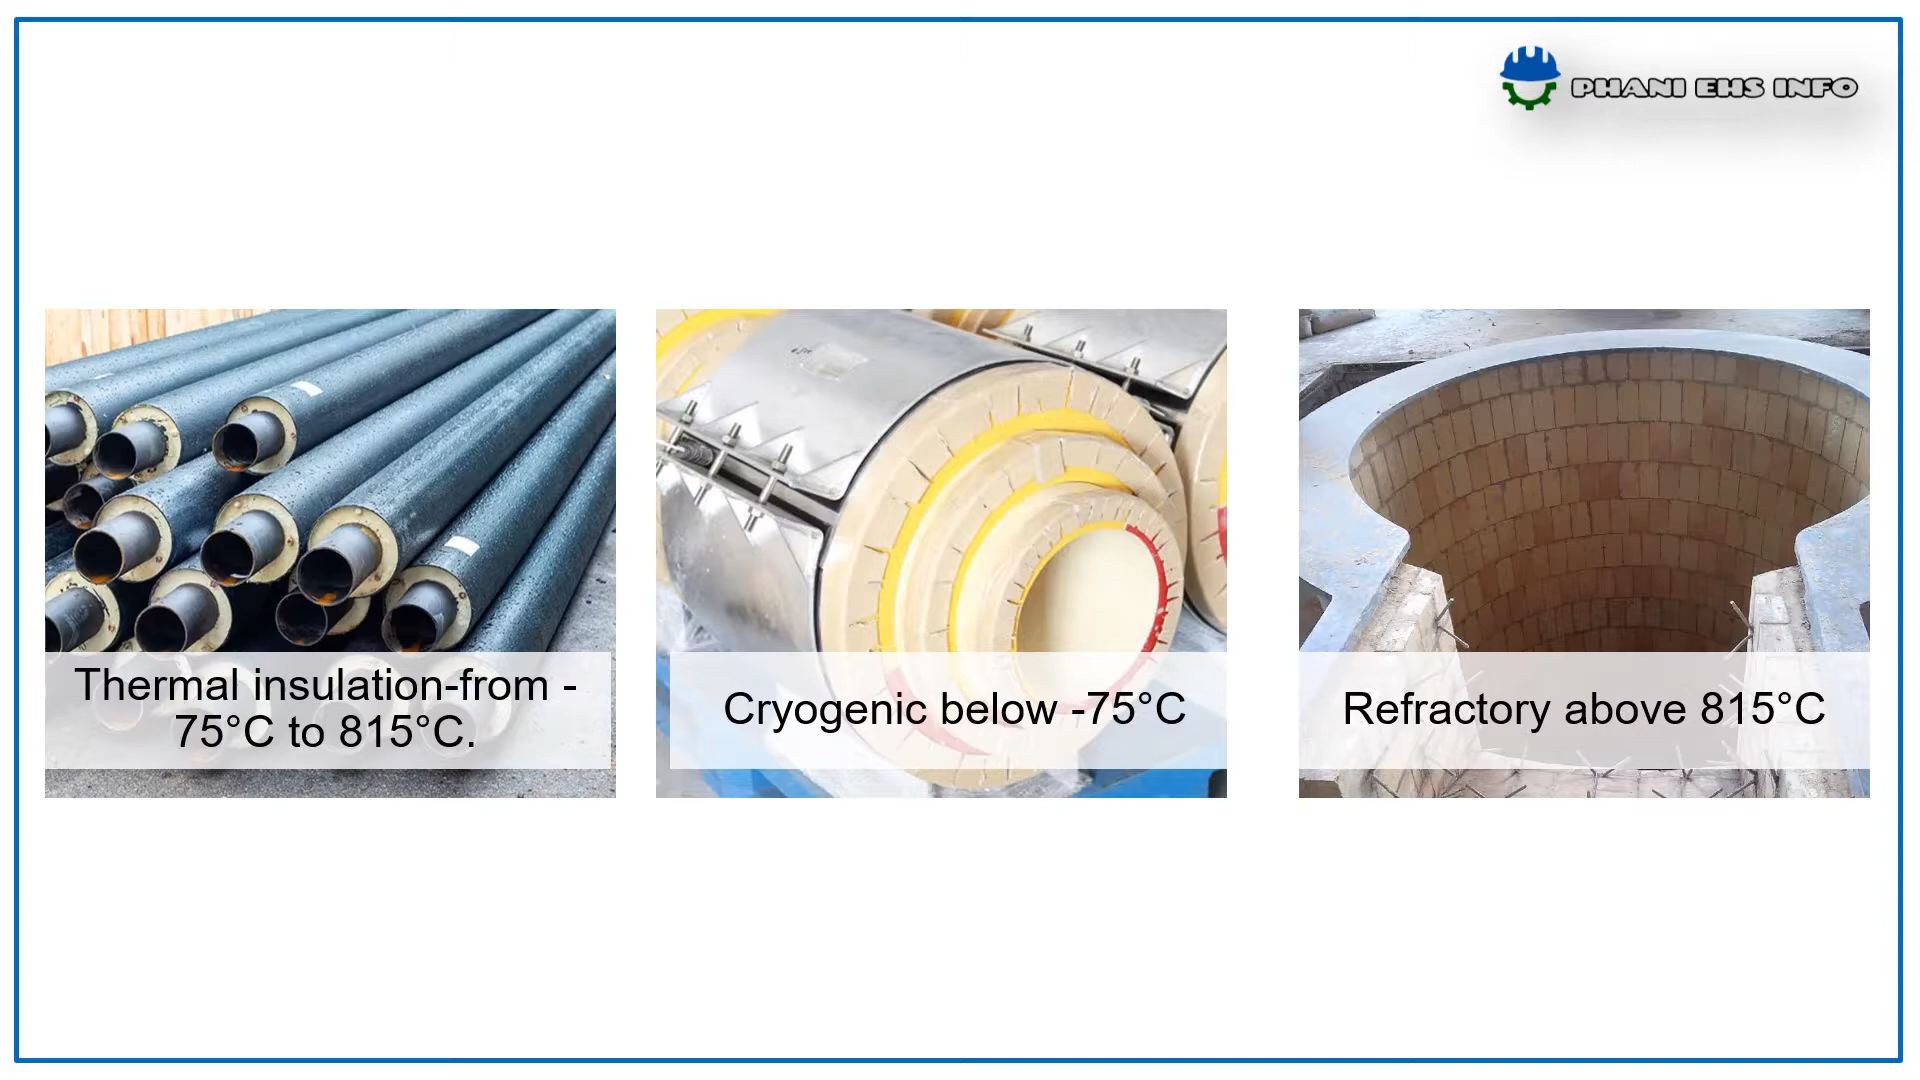 PHANI EHS INFO
Thermal insulation-from -
75°C to 815°C.
Cryogenic below -75°C
Refractory above 815°C